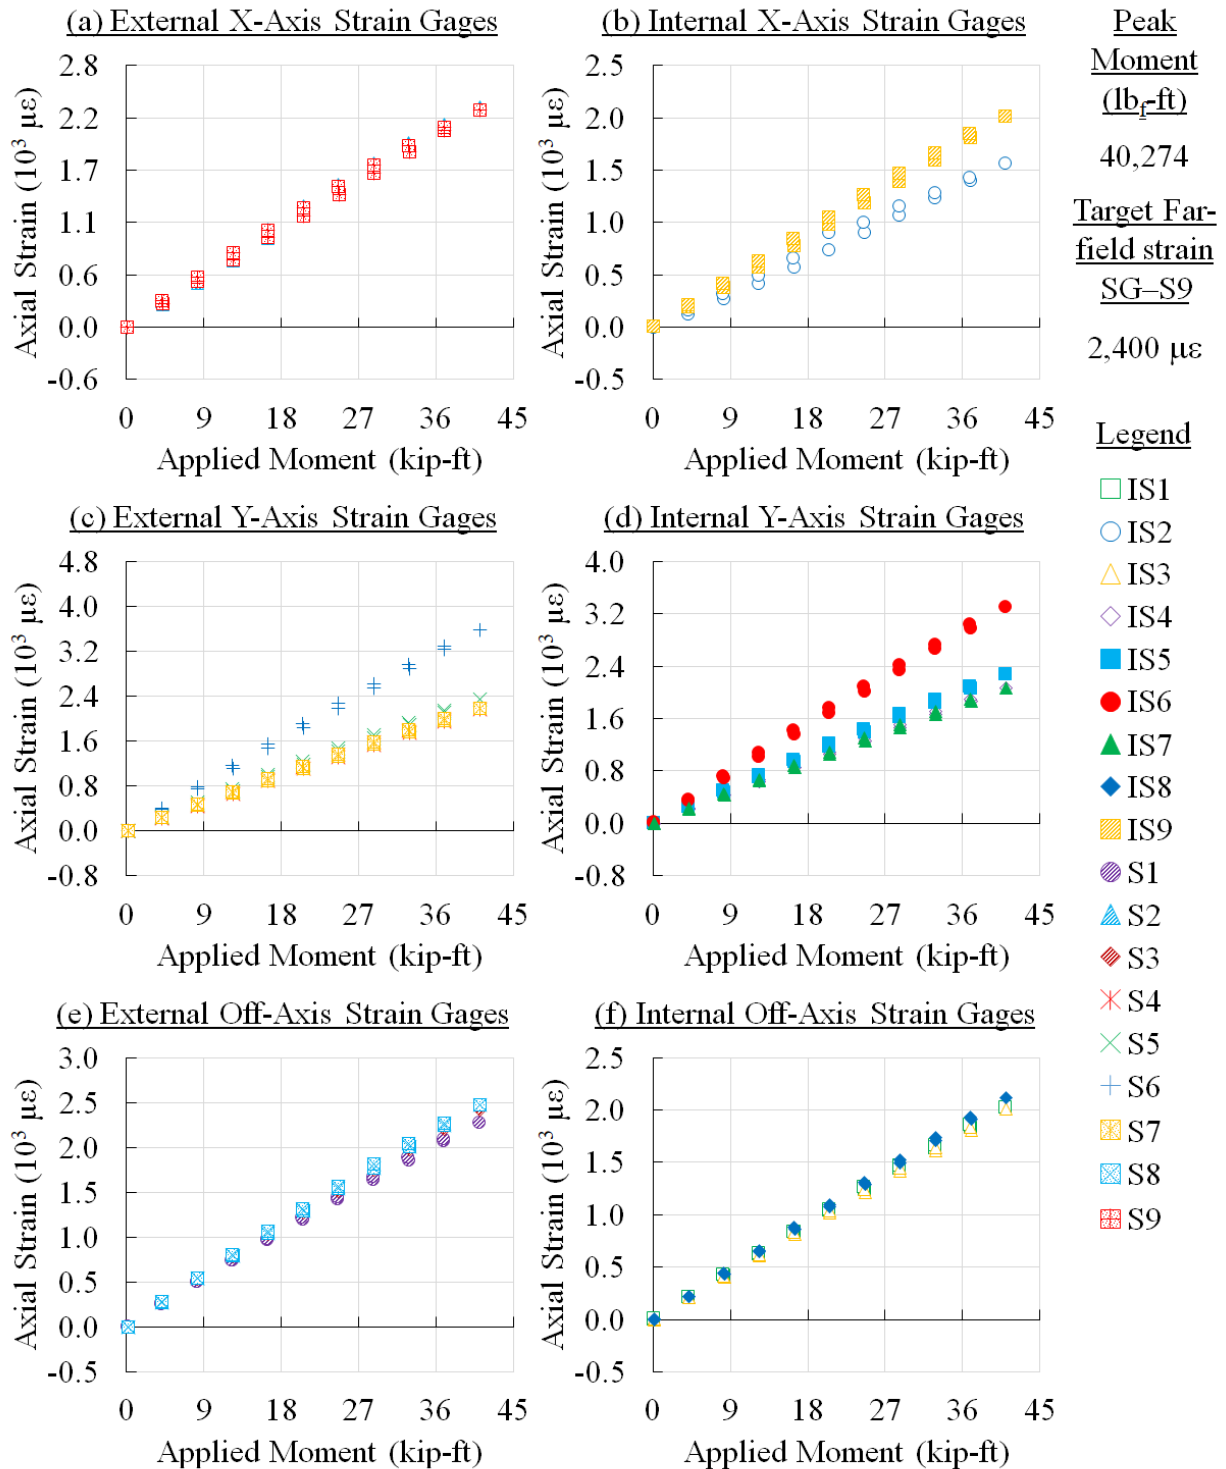 (a) External X-Axis Strain Gages
Axial Strain (10³ με)
2.8
2.2
1.7
1.1
0.6
0.0
-0.6
0 9 18 27 36 45
Applied Moment (kip-ft)
(b) Internal X-Axis Strain Gages
Axial Strain (10³ με)
2.5
2.0
1.5
1.0
0.5
0.0
-0.5
0 9 18 27 36 45
Applied Moment (kip-ft)
Peak
Moment
(lb_f-ft)
40,274
Target Far-
field strain
SG–S9
2,400 με
(c) External Y-Axis Strain Gages
Axial Strain (10³ με)
4.8
4.0
3.2
2.4
1.6
0.8
0.0
-0.8
0 9 18 27 36 45
Applied Moment (kip-ft)
(d) Internal Y-Axis Strain Gages
Axial Strain (10³ με)
4.0
3.2
2.4
1.6
0.8
0.0
-0.8
0 9 18 27 36 45
Applied Moment (kip-ft)
(e) External Off-Axis Strain Gages
Axial Strain (10³ με)
3.0
2.5
2.0
1.5
1.0
0.5
0.0
-0.5
0 9 18 27 36 45
Applied Moment (kip-ft)
(f) Internal Off-Axis Strain Gages
Axial Strain (10³ με)
2.5
2.0
1.5
1.0
0.5
0.0
-0.5
0 9 18 27 36 45
Applied Moment (kip-ft)
Legend
IS1
IS2
IS3
IS4
IS5
IS6
IS7
IS8
IS9
S1
S2
S3
S4
S5
S6
S7
S8
S9